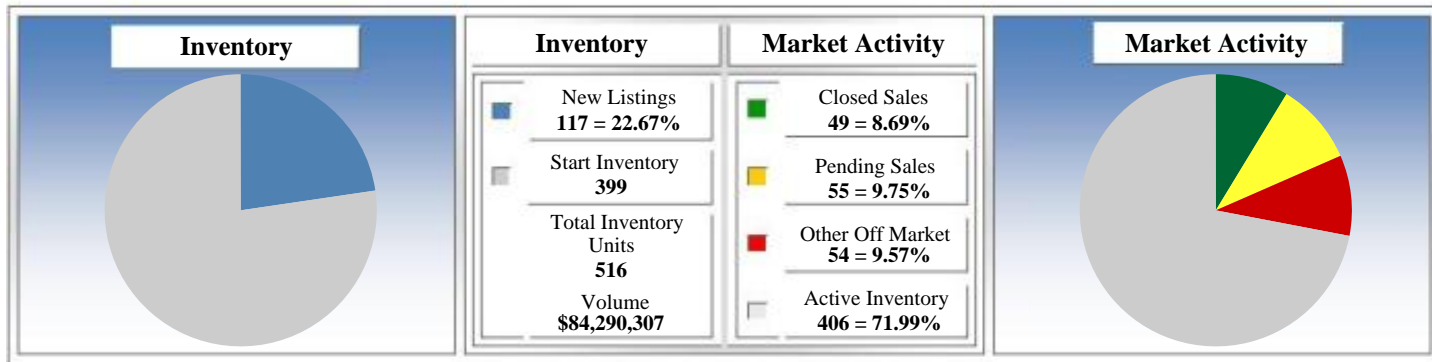 Inventory
Inventory
New Listings
117 = 22.67%
Start Inventory
399
Total Inventory
Units
516
Volume
$84,290,307
Market Activity
Closed Sales
49 = 8.69%
Pending Sales
55 = 9.75%
Other Off Market
54 = 9.57%
Active Inventory
406 = 71.99%
Market Activity